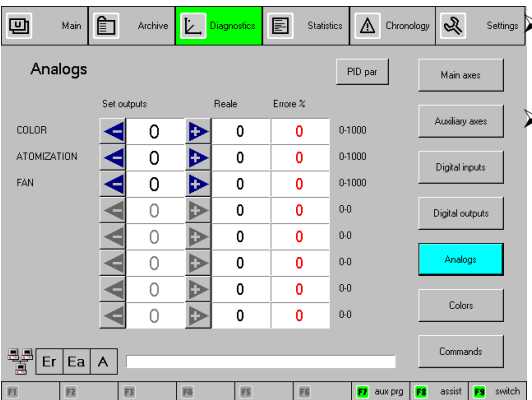 Main Archive Diagnostics Statistics Chronology Settings
Analogs
PID par
Main axes
Set outputs Reale Errore %
Auxiliary axes
COLOR 0 0 0 0-1000
ATOMIZATION 0 0 0 0-1000
Digital inputs
FAN 0 0 0 0-1000
0 0 0 0-0
Digital outputs
0 0 0 0-0
0 0 0 0-0
Analogs
0 0 0 0-0
0 0 0 0-0
Colors
Commands
Er Ea A
F1 F2 F3 F4 F5 F6 F7 aux prg F8 assist F9 switch